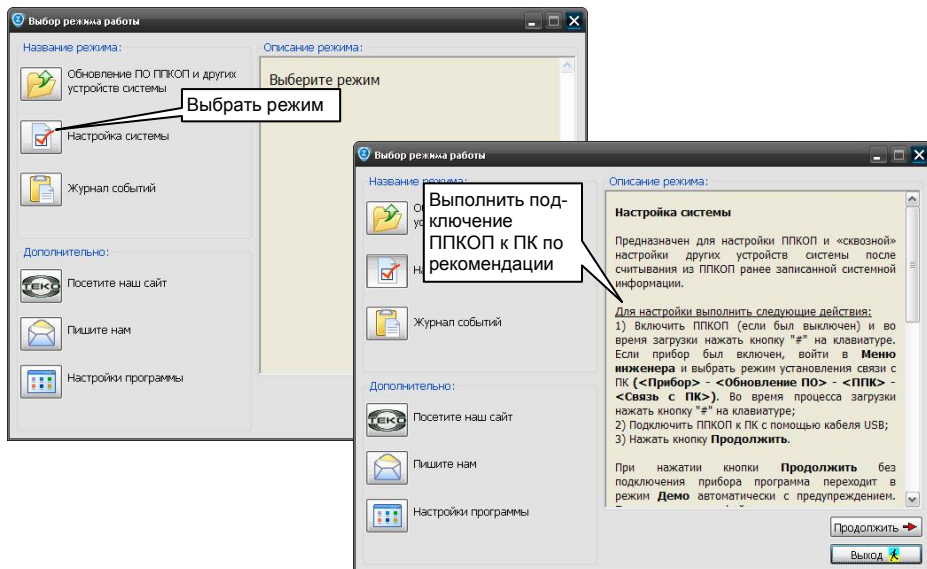 Выбор режима работы
Название режима:
Обновление ПО ППКОП и других
устройств системы
Настройка системы
Журнал событий
Дополнительно:
ТЕКО
Посетите наш сайт
Пишите нам
Настройки программы
Описание режима:
Выберите режим
Выбрать режим
Выбор режима работы
Название режима:
Журнал событий
Дополнительно:
ТЕКО
Посетите наш сайт
Пишите нам
Настройки программы
Выполнить под-
ключение
ППКОП к ПК по
рекомендации
Описание режима:
Настройка системы
Предназначен для настройки ППКОП и «сквозной»
настройки других устройств системы после
считывания из ППКОП ранее записанной системной
информации.
Для настройки выполнить следующие действия:
1) Включить ППКОП (если был выключен) и во
время загрузки нажать кнопку "#" на клавиатуре.
Если прибор был включен, войти в Меню
инженера и выбрать режим установления связи с
ПК (<Прибор> - <Обновление ПО> - <ППК> -
<Связь с ПК>). Во время процесса загрузки
нажать кнопку "#" на клавиатуре;
2) Подключить ППКОП к ПК с помощью кабеля USB;
3) Нажать кнопку Продолжить.
При нажатии кнопки Продолжить без
подключения прибора программа переходит в
режим Демо автоматически с предупреждением.
Продолжить
Выход